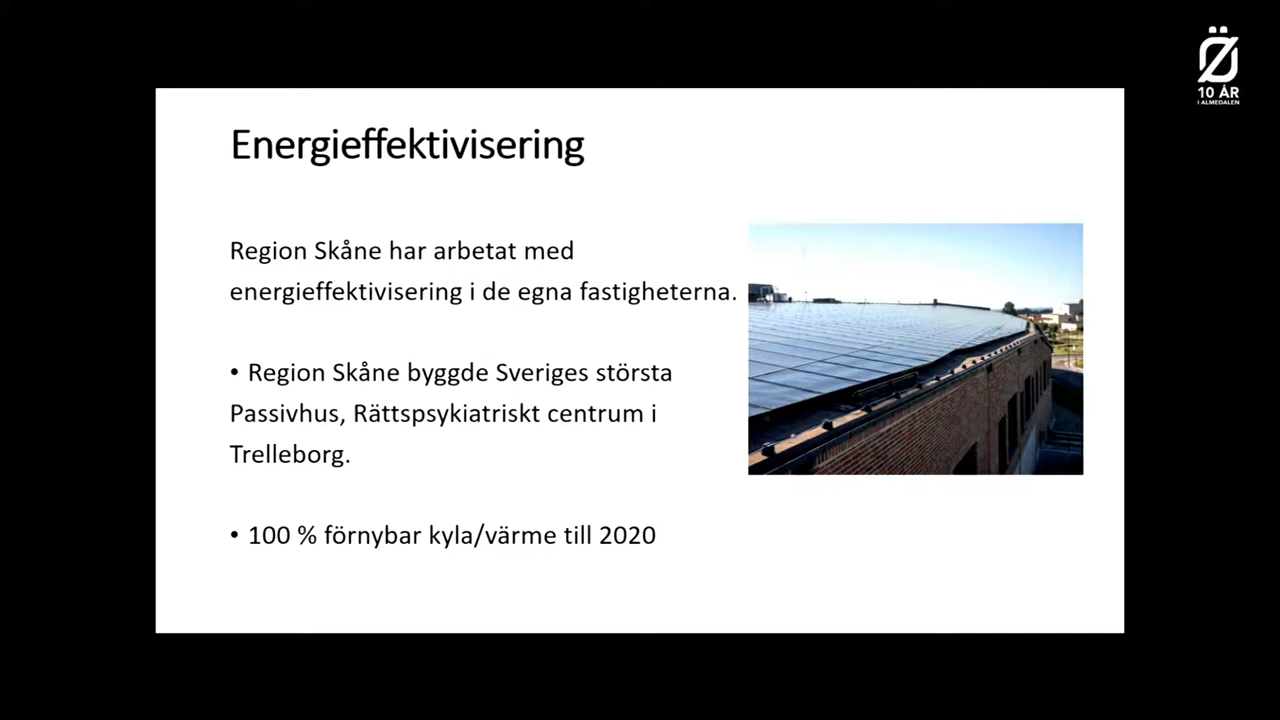 Energieffektivisering
Region Skåne har arbetat med
energieffektivisering i de egna fastigheterna.
• Region Skåne byggde Sveriges största
Passivhus, Rättspsykiatriskt centrum i
Trelleborg.
• 100 % förnybar kyla/värme till 2020
Ö
10 ÅR
I ALMEDALEN